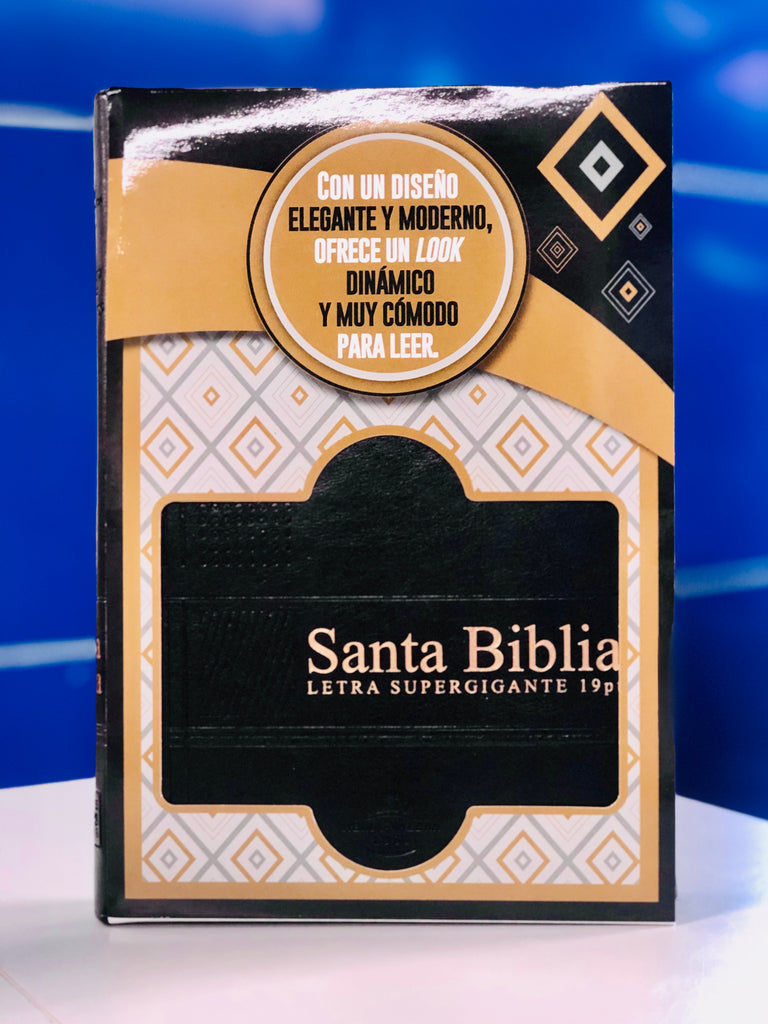 CON UN DISEÑO
ELEGANTE Y MODERNO,
OFRECE UN LOOK
DINÁMICO
Y MUY CÓMODO
PARA LEER.
Santa Biblia
LETRA SUPERGIGANTE 19p